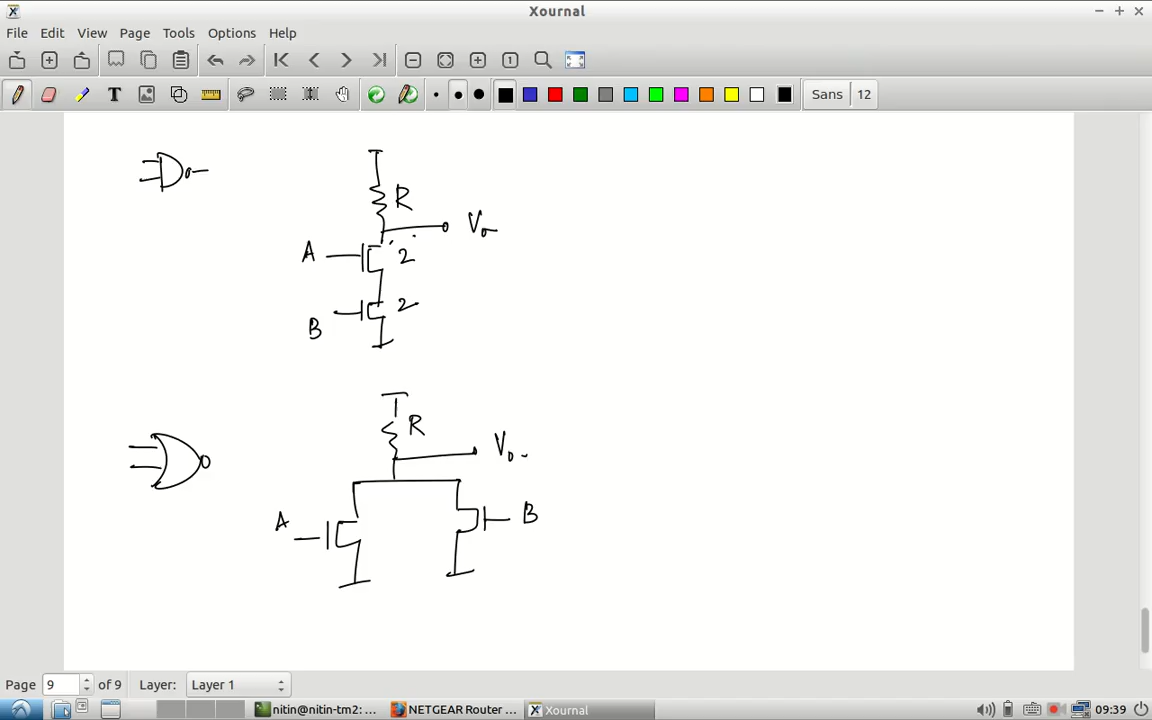 Xournal
File Edit View Page Tools Options Help
Sans 12
R
Vo
A 2
B 2
R
Vo
A B
Page 9 of 9 Layer: Layer 1
nitin@nitin-tm2: ... NETGEAR Router ... Xournal 09:39